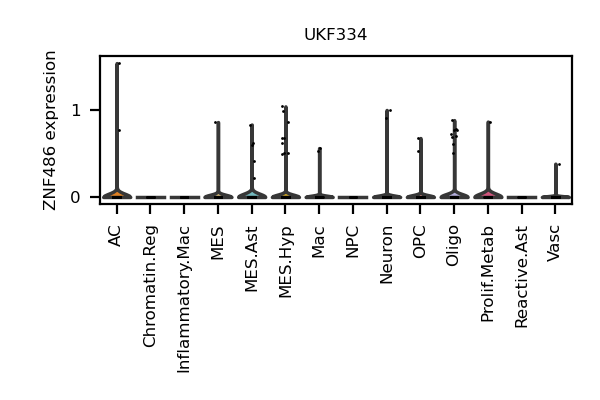 UKF334
ZNF486 expression
1
0
AC
Chromatin.Reg
Inflammatory.Mac
MES
MES.Ast
MES.Hyp
Mac
NPC
Neuron
OPC
Oligo
Prolif.Metab
Reactive.Ast
Vasc